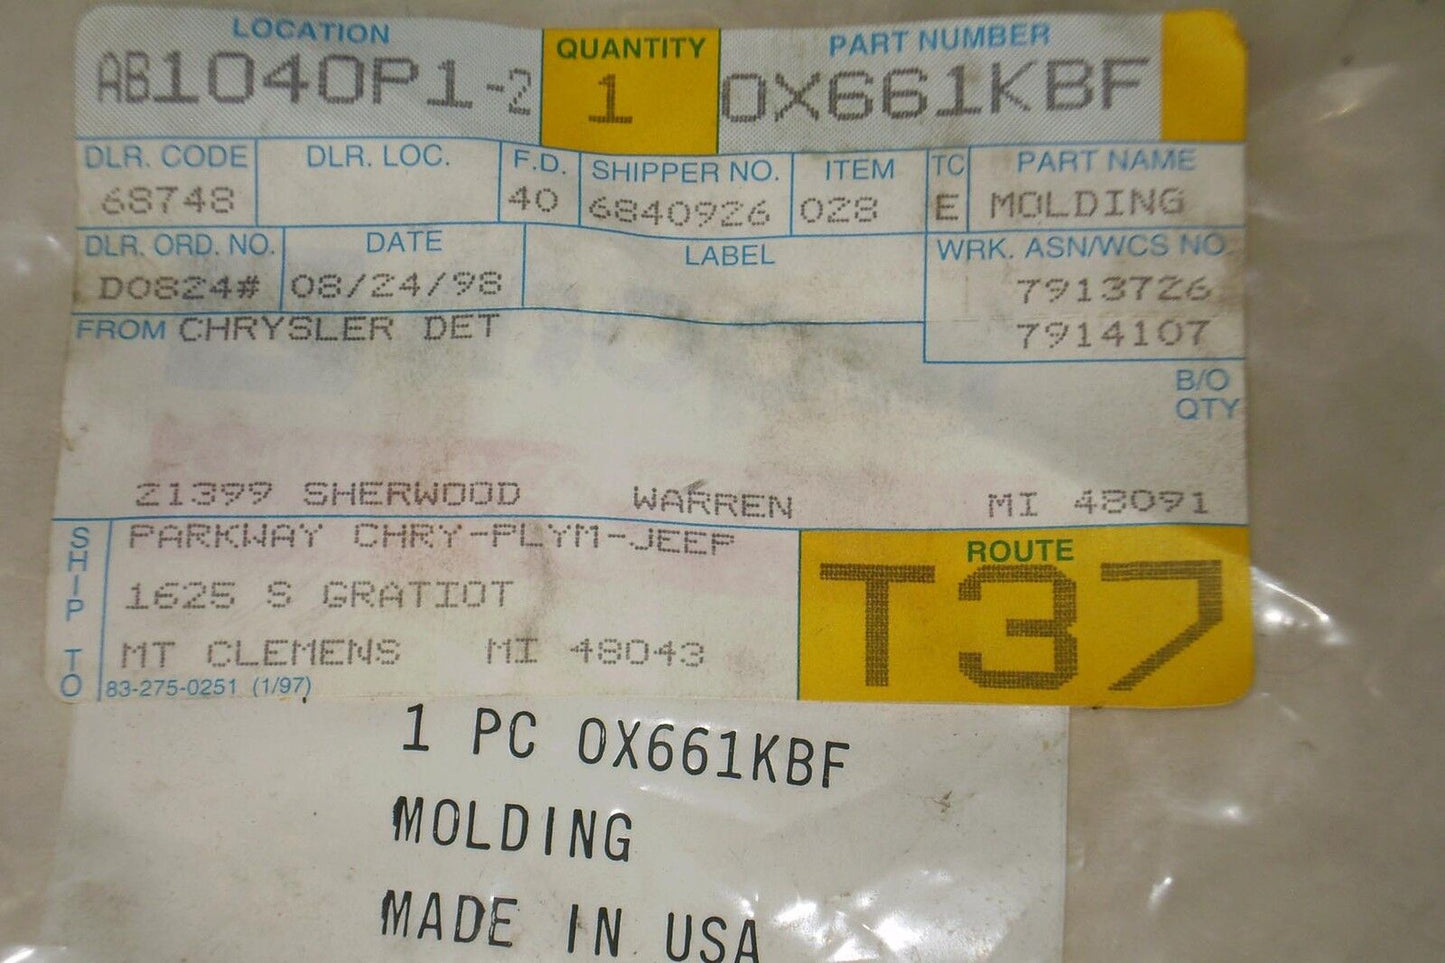 LOCATION QUANTITY PART NUMBER
AB1040P1-2 1 0X661KBF
DLR. CODE DLR. LOC. F.D. SHIPPER NO. ITEM TC PART NAME
68748 40 6840926 028 E MOLDING
DLR. ORD. NO. DATE LABEL WRK. ASN/WCS NO.
D0824# 08/24/98 7913726
7914107
FROM CHRYSLER DET
B/O
QTY
21399 SHERWOOD WARREN MI 48091
SHIP TO
PARKWAY CHRY-PLYM-JEEP
1625 S GRATIOT
MT CLEMENS MI 48043
83-275-0251 (1/97)
ROUTE
T37
1 PC 0X661KBF
MOLDING
MADE IN USA